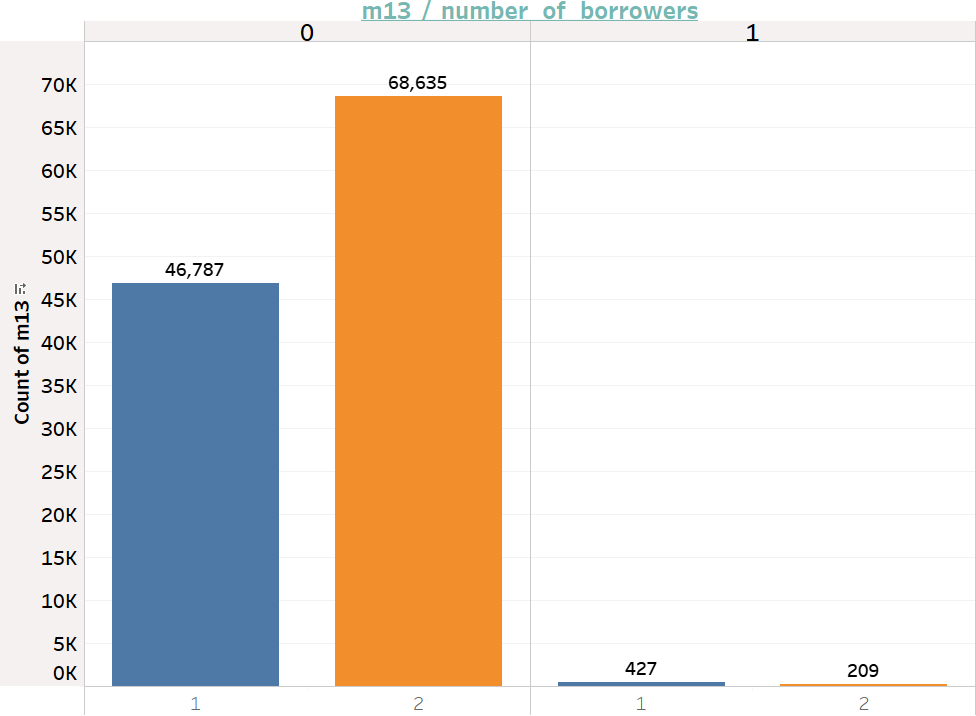 m13 / number_of_borrowers
0 1
70K
68,635
65K
60K
55K
50K
46,787
45K
Count of m13
40K
35K
30K
25K
20K
15K
10K
5K
427 209
0K
1 2 1 2